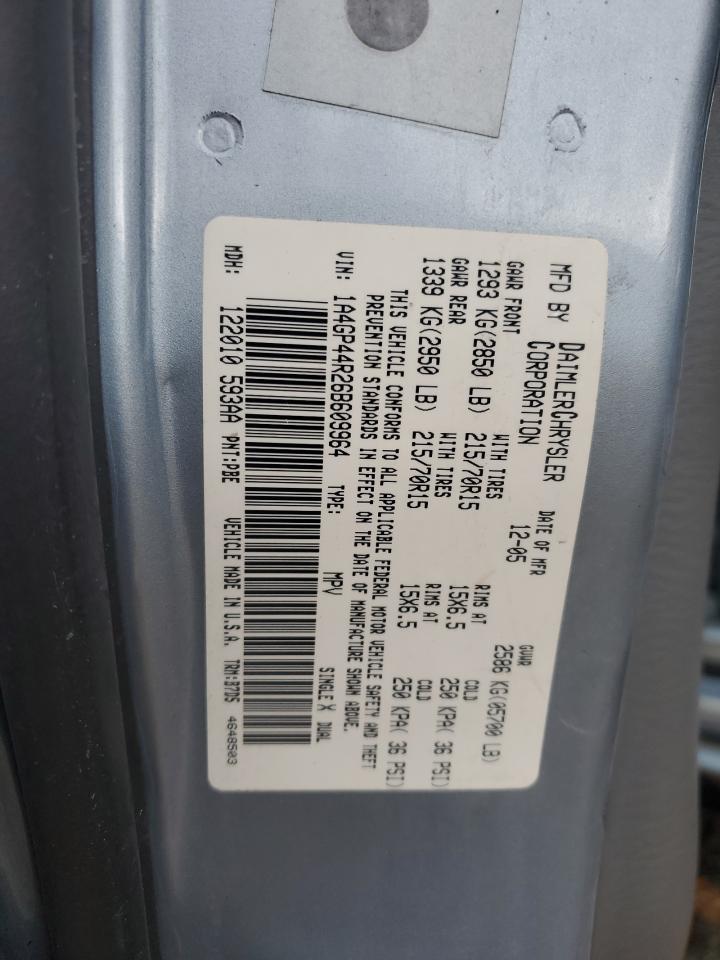 MFD BY DAIMLERCHRYSLER CORPORATION
DATE OF MFR 12-05
GVWR 2586 KG(05700 LB)
GAWR FRONT WITH TIRES RIMS AT COLD
1293 KG(2850 LB) 215/70R15 15X6.5 250 KPA( 36 PSI)
GAWR REAR WITH TIRES RIMS AT COLD
1339 KG(2950 LB) 215/70R15 15X6.5 250 KPA( 36 PSI)
THIS VEHICLE CONFORMS TO ALL APPLICABLE FEDERAL MOTOR VEHICLE SAFETY AND THEFT
PREVENTION STANDARDS IN EFFECT ON THE DATE OF MANUFACTURE SHOWN ABOVE.
VIN: 1A4GP44R26B609964 TYPE: MPV SINGLE X DUAL
MDH: 122010 593AA PNT:PBE VEHICLE MADE IN U.S.A. TRM:B7D5 4648503